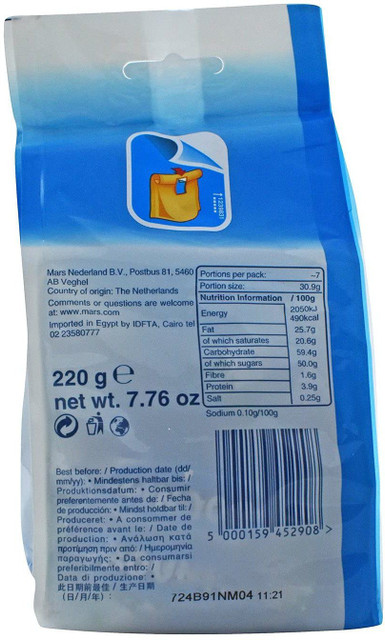 Mars Nederland B.V., Postbus 81, 5460
AB Veghel
Country of origin: The Netherlands
Comments or questions are welcome
at: www.mars.com
Imported in Egypt by IDFTA, Cairo tel
02 23580777
Portions per pack: ~7
Portion size: 30.9g
Nutrition Information / 100g
Energy 2050kJ
490kcal
Fat 25.7g
of which saturates 20.6g
Carbohydrate 59.4g
of which sugars 50.0g
Fibre 1.6g
Protein 3.9g
Salt 0.25g
Sodium 0.10g/100g
220 g e
net wt. 7.76 oz
Best before: / Production date (dd/
mm/yy): • Mindestens haltbar bis: /
Produktionsdatum: • Consumir
preferentemente antes de: / Fecha
de producción: • Mindst holdbar til: /
Produceret: • A consommer de
préférence avant le: / Date de
production: • Ανάλωση κατά
προτίμηση πριν από: / Ημερομηνία
παραγωγής: • Da consumarsi
preferibilmente entro: /
Data di produzione: •
此日期前最佳 / 生产日期
(日/月/年):
5 000159 452908 >
724B91NM04 11:21